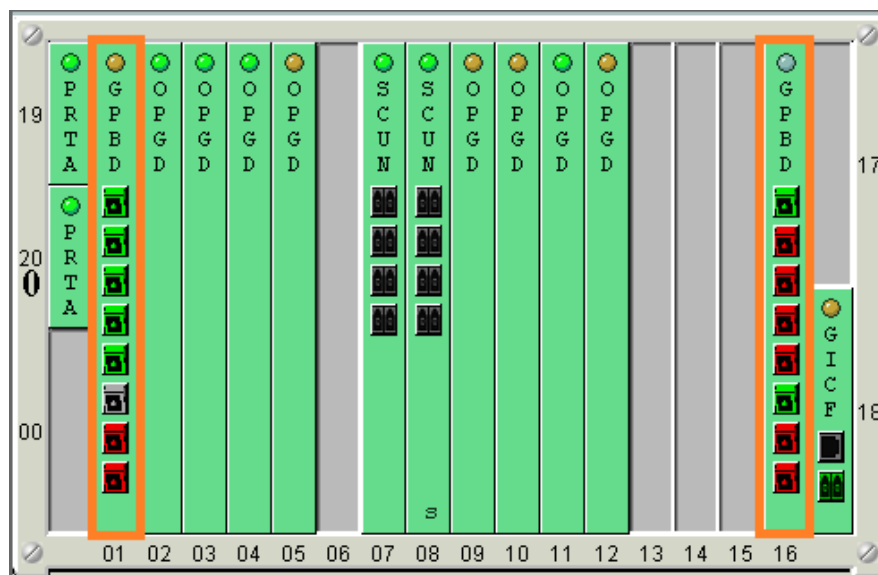 19
PRTA
GPBD
OPGD
OPGD
OPGD
OPGD
SCUN
SCUN
OPGD
OPGD
OPGD
OPGD
GPBD
17
20
0
PRTA
GICF
00
18
s
01 02 03 04 05 06 07 08 09 10 11 12 13 14 15 16